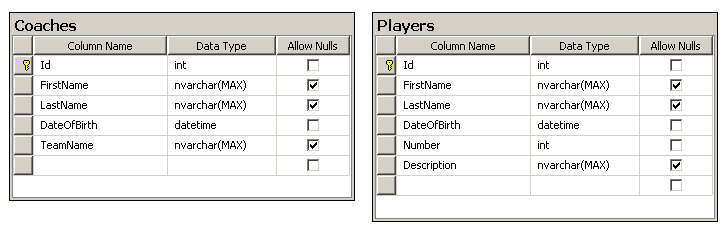 Coaches
Column Name Data Type Allow Nulls
Id int
FirstName nvarchar(MAX)
LastName nvarchar(MAX)
DateOfBirth datetime
TeamName nvarchar(MAX)
Players
Column Name Data Type Allow Nulls
Id int
FirstName nvarchar(MAX)
LastName nvarchar(MAX)
DateOfBirth datetime
Number int
Description nvarchar(MAX)